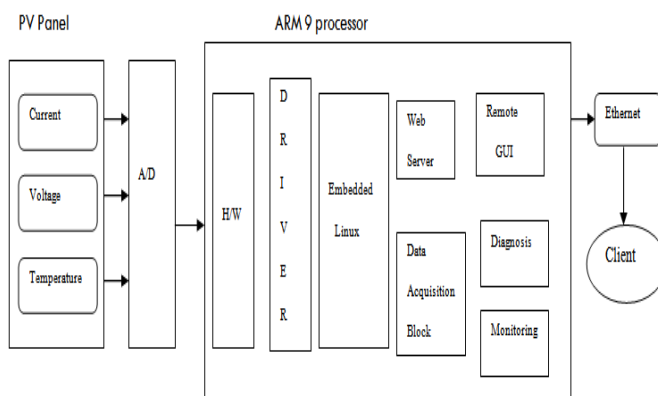 PV Panel
ARM 9 processor
Current
Voltage
Temperature
A/D
H/W
D
R
I
V
E
R
Embedded
Linux
Web
Server
Remote
GUI
Data
Acquisition
Block
Diagnosis
Monitoring
Ethernet
Client